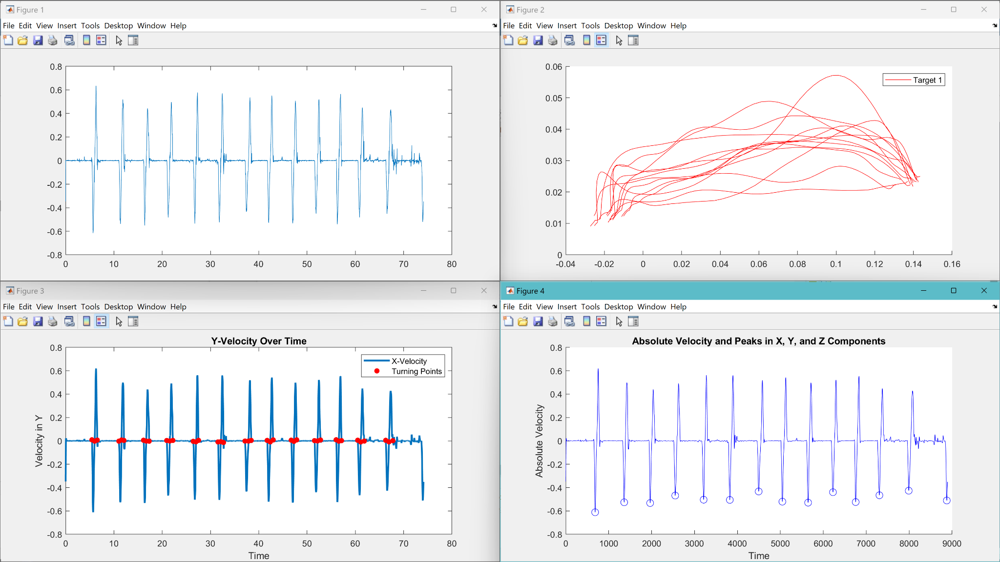 Figure 1
File Edit View Insert Tools Desktop Window Help
0.8
0.6
0.4
0.2
0
-0.2
-0.4
-0.6
-0.8
0 10 20 30 40 50 60 70 80
Figure 2
File Edit View Insert Tools Desktop Window Help
0.06
0.05
0.04
0.03
0.02
0.01
0
-0.04 -0.02 0 0.02 0.04 0.06 0.08 0.1 0.12 0.14 0.16
Target 1
Figure 3
File Edit View Insert Tools Desktop Window Help
Y-Velocity Over Time
0.8
0.6
0.4
0.2
0
-0.2
-0.4
-0.6
-0.8
Velocity in Y
X-Velocity
Turning Points
0 10 20 30 40 50 60 70 80
Time
Figure 4
File Edit View Insert Tools Desktop Window Help
Absolute Velocity and Peaks in X, Y, and Z Components
0.8
0.6
0.4
0.2
0
-0.2
-0.4
-0.6
-0.8
Absolute Velocity
0 1000 2000 3000 4000 5000 6000 7000 8000 9000
Time